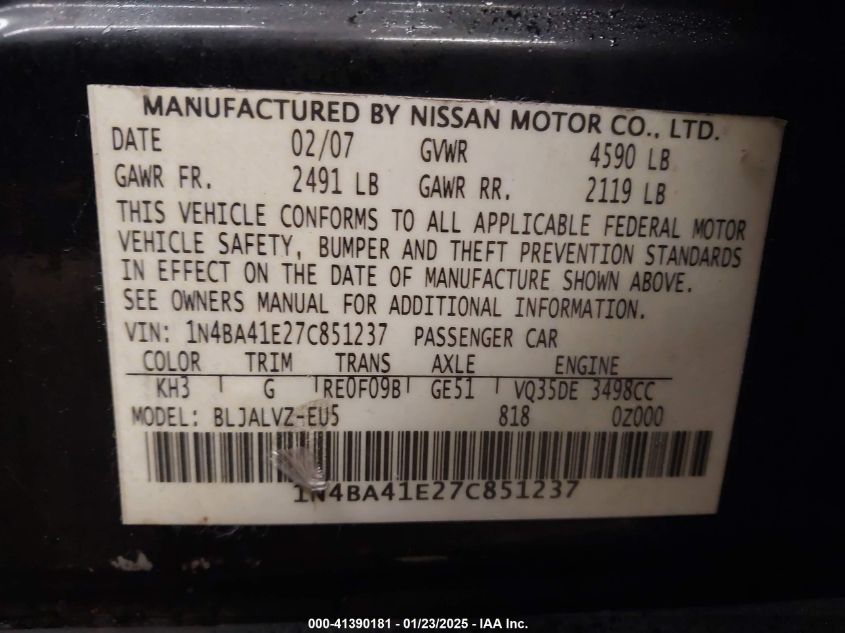 MANUFACTURED BY NISSAN MOTOR CO., LTD.
DATE 02/07 GVWR 4590 LB
GAWR FR. 2491 LB GAWR RR. 2119 LB
THIS VEHICLE CONFORMS TO ALL APPLICABLE FEDERAL MOTOR
VEHICLE SAFETY, BUMPER AND THEFT PREVENTION STANDARDS
IN EFFECT ON THE DATE OF MANUFACTURE SHOWN ABOVE.
SEE OWNERS MANUAL FOR ADDITIONAL INFORMATION.
VIN: 1N4BA41E27C851237 PASSENGER CAR
COLOR TRIM TRANS AXLE ENGINE
KH3 G RE0F09B GE51 VQ35DE 3498CC
MODEL: BLJALVZ-EU5 818 0Z000
1N4BA41E27C851237
000-41390181 - 01/23/2025 - IAA Inc.